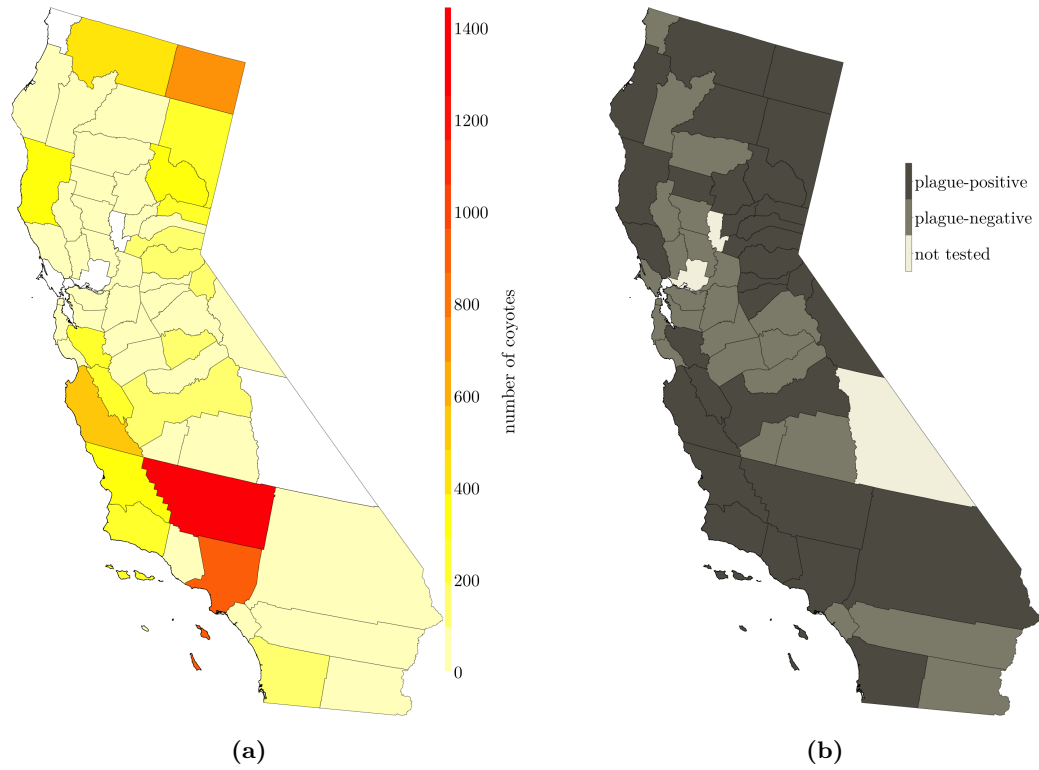 1400
1200
1000
800
600
400
200
0
number of coyotes
plague-positive
plague-negative
not tested
(a)
(b)